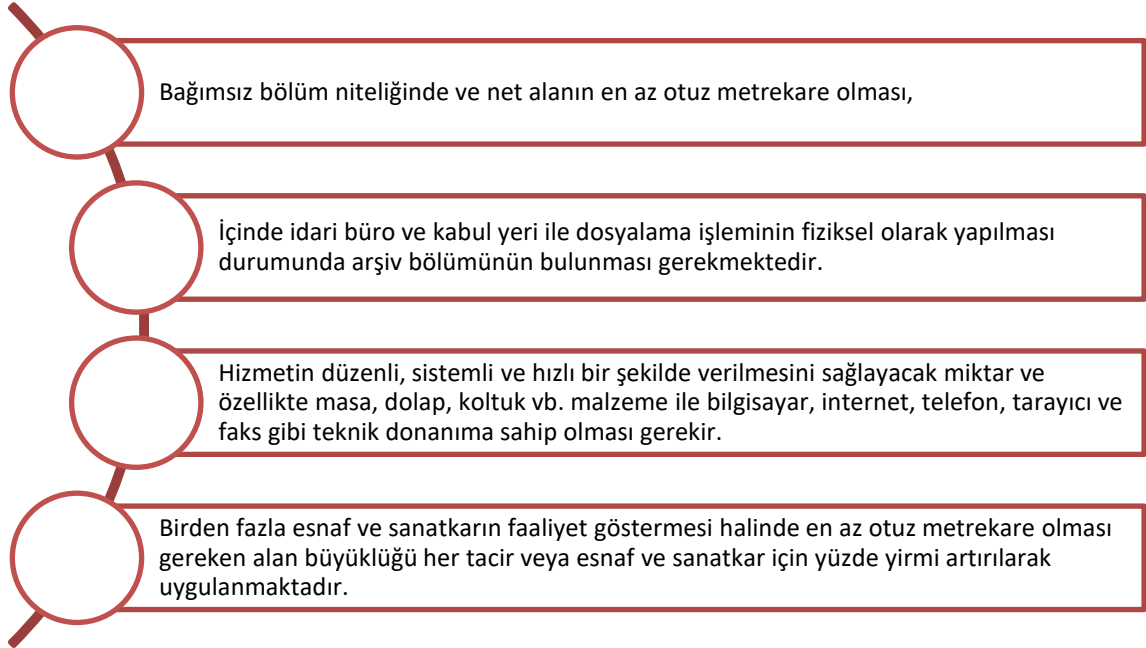 Bağımsız bölüm niteliğinde ve net alanın en az otuz metrekare olması,
İçinde idari büro ve kabul yeri ile dosyalama işleminin fiziksel olarak yapılması
durumunda arşiv bölümünün bulunması gerekmektedir.
Hizmetin düzenli, sistemli ve hızlı bir şekilde verilmesini sağlayacak miktar ve
özellikte masa, dolap, koltuk vb. malzeme ile bilgisayar, internet, telefon, tarayıcı ve
faks gibi teknik donanıma sahip olması gerekir.
Birden fazla esnaf ve sanatkarın faaliyet göstermesi halinde en az otuz metrekare olması
gereken alan büyüklüğü her tacir veya esnaf ve sanatkar için yüzde yirmi artırılarak
uygulanmaktadır.